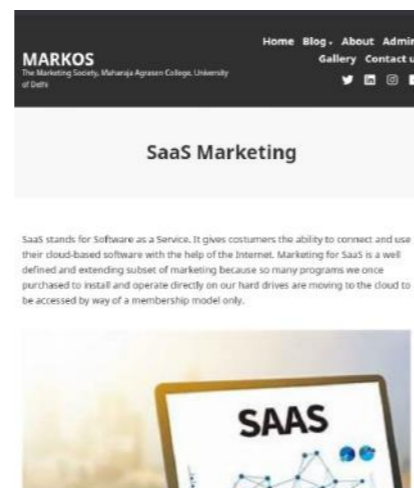 Home Blog About Admin
MARKOS
Gallery Contact u
The Marketing Society, Maharaja Agrasen College, University
of Delhi
SaaS Marketing
SaaS stands for Software as a Service. It gives costumers the ability to connect and use
their cloud-based software with the help of the Internet. Marketing for SaaS is a well
defined and extending subset of marketing because so many programs we once
purchased to install and operate directly on our hard drives are moving to the cloud to
be accessed by way of a membership model only.
SAAS